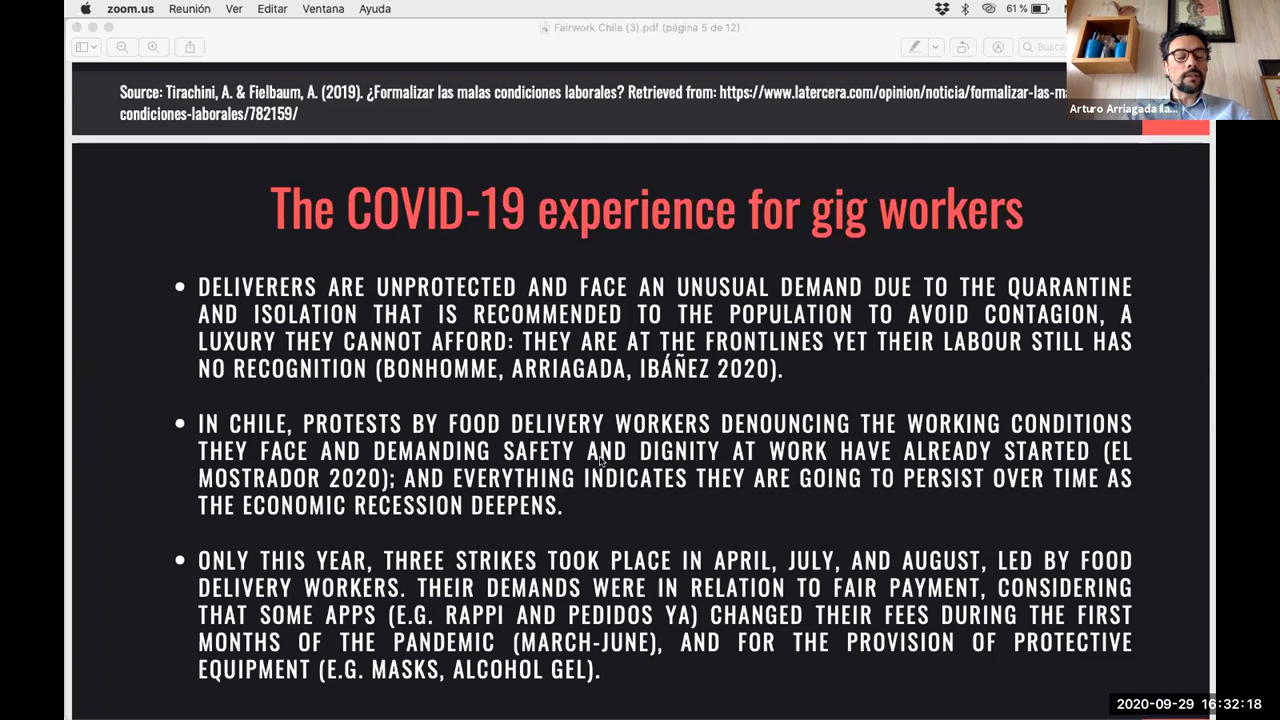 zoom.us Reunión Ver Editar Ventana Ayuda 61 %
Fairwork Chile (3).pdf (página 5 de 12)
Source: Tirachini, A. & Fielbaum, A. (2019). ¿Formalizar las malas condiciones laborales? Retrieved from: https://www.latercera.com/opinion/noticia/formalizar-las-ma
condiciones-laborales/782159/
Arturo Arriagada Ila...
The COVID-19 experience for gig workers
• DELIVERERS ARE UNPROTECTED AND FACE AN UNUSUAL DEMAND DUE TO THE QUARANTINE
AND ISOLATION THAT IS RECOMMENDED TO THE POPULATION TO AVOID CONTAGION, A
LUXURY THEY CANNOT AFFORD: THEY ARE AT THE FRONTLINES YET THEIR LABOUR STILL HAS
NO RECOGNITION (BONHOMME, ARRIAGADA, IBÁÑEZ 2020).
• IN CHILE, PROTESTS BY FOOD DELIVERY WORKERS DENOUNCING THE WORKING CONDITIONS
THEY FACE AND DEMANDING SAFETY AND DIGNITY AT WORK HAVE ALREADY STARTED (EL
MOSTRADOR 2020); AND EVERYTHING INDICATES THEY ARE GOING TO PERSIST OVER TIME AS
THE ECONOMIC RECESSION DEEPENS.
• ONLY THIS YEAR, THREE STRIKES TOOK PLACE IN APRIL, JULY, AND AUGUST, LED BY FOOD
DELIVERY WORKERS. THEIR DEMANDS WERE IN RELATION TO FAIR PAYMENT, CONSIDERING
THAT SOME APPS (E.G. RAPPI AND PEDIDOS YA) CHANGED THEIR FEES DURING THE FIRST
MONTHS OF THE PANDEMIC (MARCH-JUNE), AND FOR THE PROVISION OF PROTECTIVE
EQUIPMENT (E.G. MASKS, ALCOHOL GEL).
2020-09-29 16:32:18